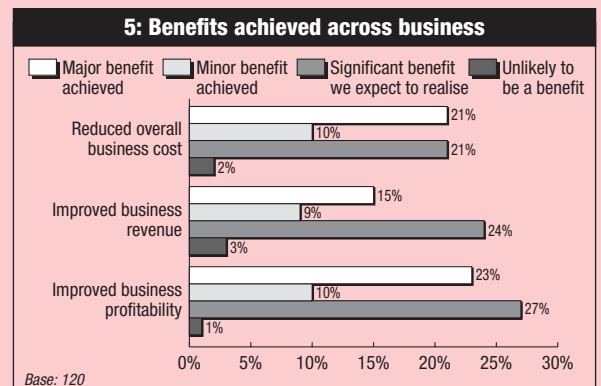 5: Benefits achieved across business
Major benefit achieved
Minor benefit achieved
Significant benefit we expect to realise
Unlikely to be a benefit
Reduced overall business cost
21%
10%
21%
2%
Improved business revenue
15%
9%
24%
3%
Improved business profitability
23%
10%
27%
1%
0% 5% 10% 15% 20% 25% 30%
Base: 120